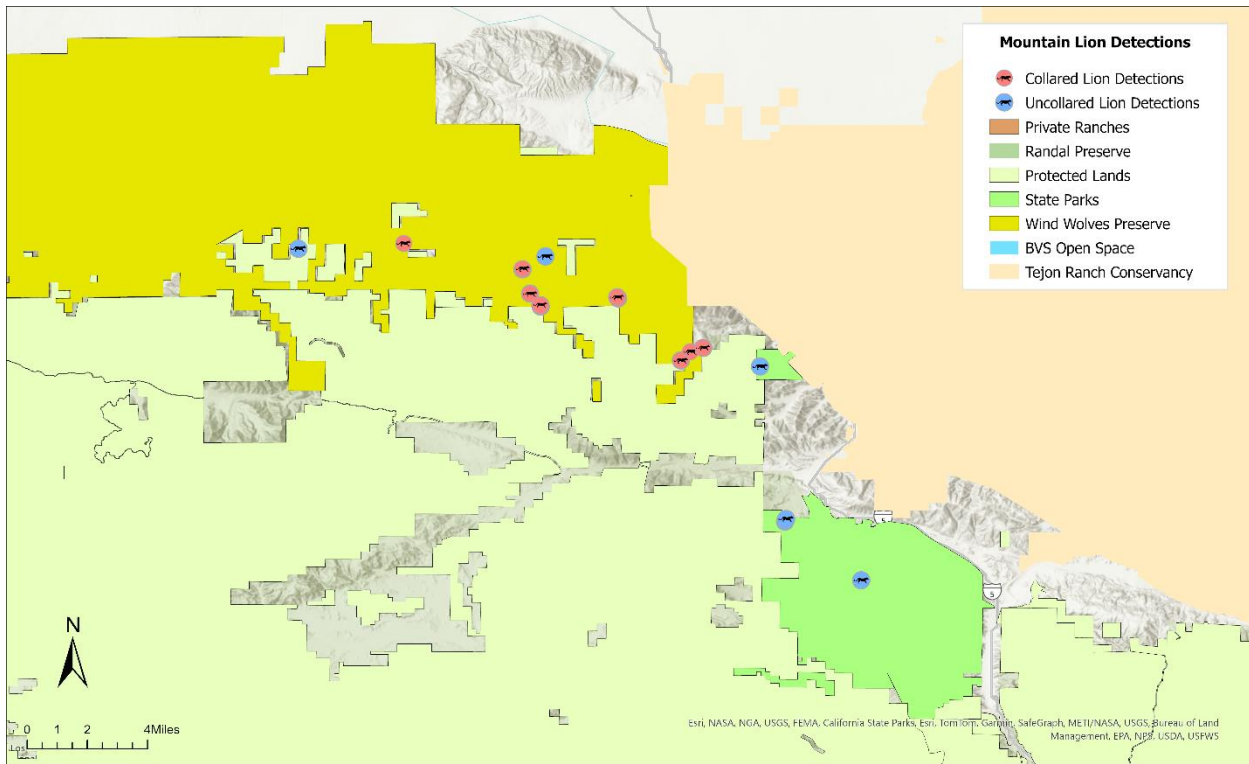 Mountain Lion Detections
Collared Lion Detections
Uncollared Lion Detections
Private Ranches
Randal Preserve
Protected Lands
State Parks
Wind Wolves Preserve
BVS Open Space
Tejon Ranch Conservancy
5
5
N
0 1 2 4Miles
Esri, NASA, NGA, USGS, FEMA, California State Parks, Esri, TomTom, Garmin, SafeGraph, METI/NASA, USGS, Bureau of Land
Management, EPA, NPS, USDA, USFWS